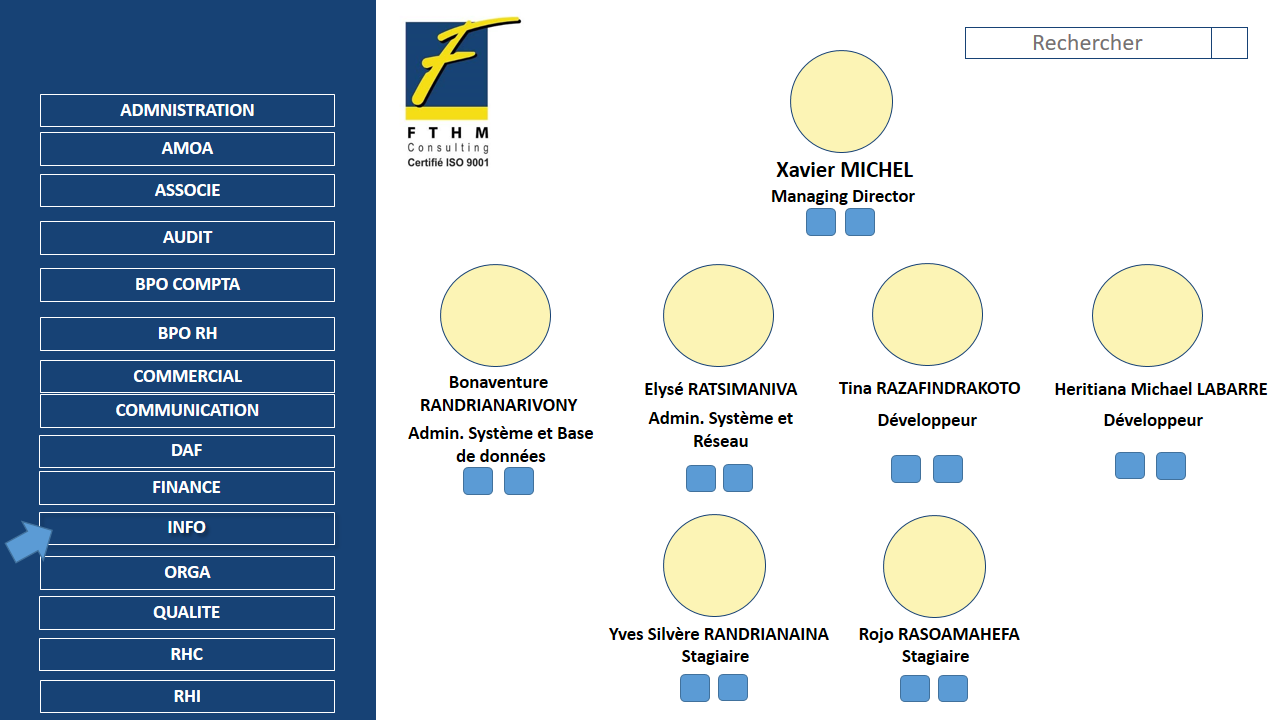 ADMNISTRATION
AMOA
ASSOCIE
AUDIT
BPO COMPTA
BPO RH
COMMERCIAL
COMMUNICATION
DAF
FINANCE
INFO
ORGA
QUALITE
RHC
RHI
F T H M
Consulting
Certifié ISO 9001
Rechercher
Xavier MICHEL
Managing Director
Bonaventure
RANDRIANARIVONY
Admin. Système et Base
de données
Elysé RATSIMANIVA
Admin. Système et
Réseau
Tina RAZAFINDRAKOTO
Développeur
Heritiana Michael LABARRE
Développeur
Yves Silvère RANDRIANAINA
Stagiaire
Rojo RASOAMAHEFA
Stagiaire